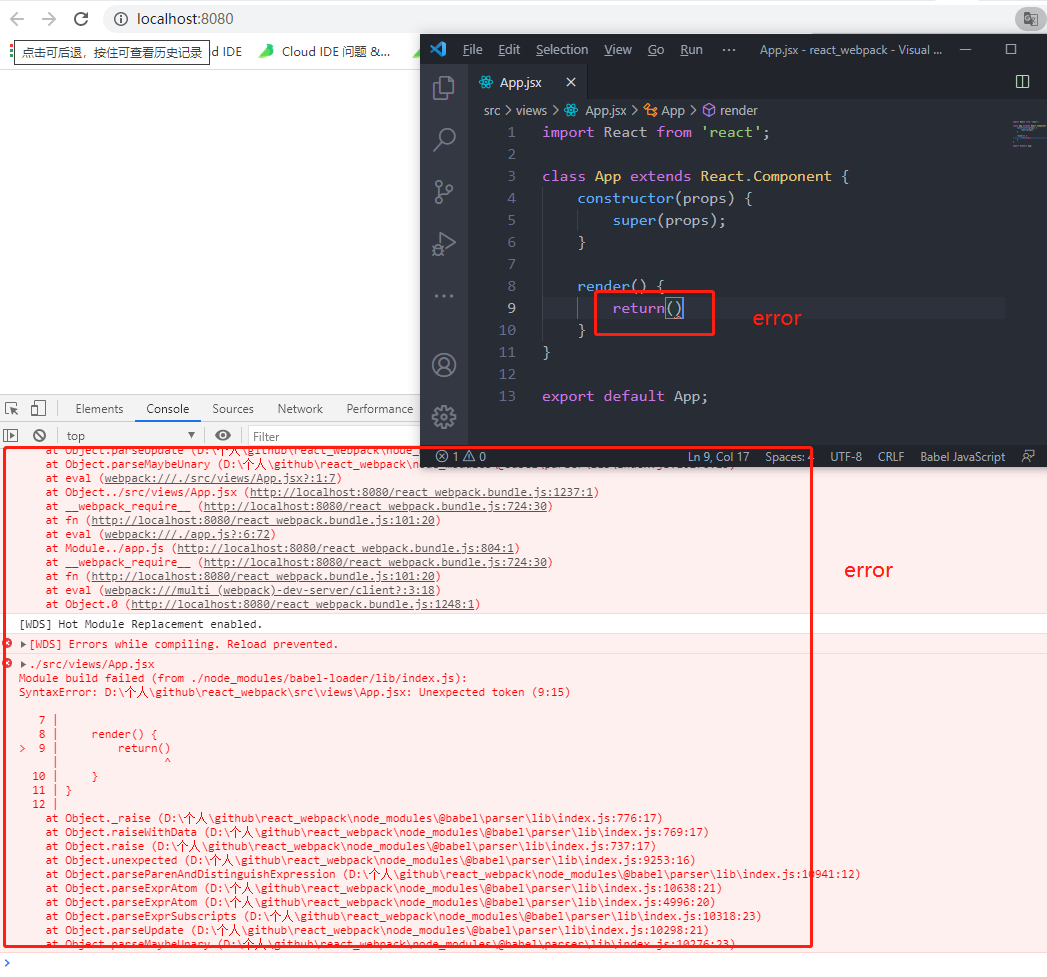 localhost:8080
点击可后退，按住可查看历史记录
d IDE
Cloud IDE 问题 &...
File Edit Selection View Go Run ··· App.jsx - react_webpack - Visual ...
App.jsx
src > views > App.jsx > App > render
1 import React from 'react';
2
3 class App extends React.Component {
4 constructor(props) {
5 super(props);
6 }
7
8 render() {
9 return()
10 }
11 }
12
13 export default App;
error
1 0 Ln 9, Col 17 Spaces: 4 UTF-8 CRLF Babel JavaScript
Elements Console Sources Network Performance
top Filter
at Object.parseUpdate (D:\个人\github\react_webpack\node_
at Object.parseMaybeUnary (D:\个人\github\react_webpack\node_modules\@babel\parser\lib\index.js:
at eval (webpack:///./src/views/App.jsx?:1:7)
at Object../src/views/App.jsx (http://localhost:8080/react_webpack.bundle.js:1237:1)
at __webpack_require__ (http://localhost:8080/react_webpack.bundle.js:724:30)
at fn (http://localhost:8080/react_webpack.bundle.js:101:20)
at eval (webpack:///./app.js?:6:72)
at Module../app.js (http://localhost:8080/react_webpack.bundle.js:804:1)
at __webpack_require__ (http://localhost:8080/react_webpack.bundle.js:724:30)
at fn (http://localhost:8080/react_webpack.bundle.js:101:20)
at eval (webpack:///multi_(webpack)-dev-server/client?:3:18)
at Object.0 (http://localhost:8080/react_webpack.bundle.js:1248:1)
error
[WDS] Hot Module Replacement enabled.
[WDS] Errors while compiling. Reload prevented.
./src/views/App.jsx
Module build failed (from ./node_modules/babel-loader/lib/index.js):
SyntaxError: D:\个人\github\react_webpack\src\views\App.jsx: Unexpected token (9:15)
7 |
8 | render() {
> 9 | return()
| ^
10 | }
11 | }
12 |
at Object._raise (D:\个人\github\react_webpack\node_modules\@babel\parser\lib\index.js:776:17)
at Object.raiseWithData (D:\个人\github\react_webpack\node_modules\@babel\parser\lib\index.js:769:17)
at Object.raise (D:\个人\github\react_webpack\node_modules\@babel\parser\lib\index.js:737:17)
at Object.unexpected (D:\个人\github\react_webpack\node_modules\@babel\parser\lib\index.js:9253:16)
at Object.parseParenAndDistinguishExpression (D:\个人\github\react_webpack\node_modules\@babel\parser\lib\index.js:10941:12)
at Object.parseExprAtom (D:\个人\github\react_webpack\node_modules\@babel\parser\lib\index.js:10638:21)
at Object.parseExprAtom (D:\个人\github\react_webpack\node_modules\@babel\parser\lib\index.js:4996:20)
at Object.parseExprSubscripts (D:\个人\github\react_webpack\node_modules\@babel\parser\lib\index.js:10318:23)
at Object.parseUpdate (D:\个人\github\react_webpack\node_modules\@babel\parser\lib\index.js:10298:21)
at Object.parseMaybeUnary (D:\个人\github\react_webpack\node_modules\@babel\parser\lib\index.js:10276:23)
>